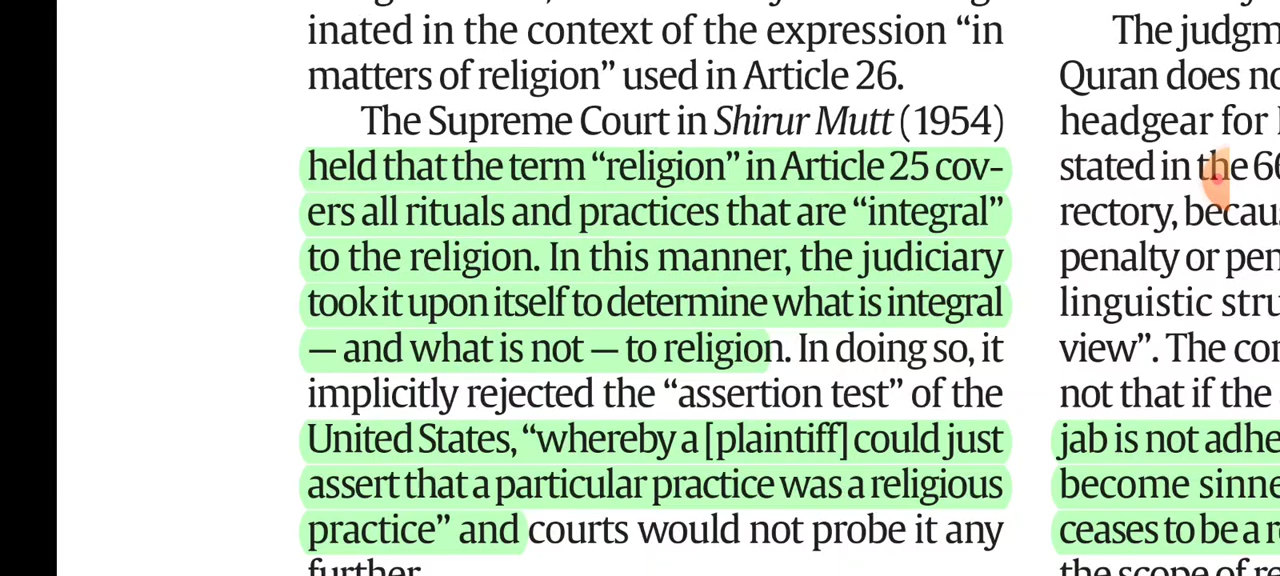 inated in the context of the expression “in
matters of religion” used in Article 26.
The Supreme Court in Shirur Mutt (1954)
held that the term “religion” in Article 25 cov-
ers all rituals and practices that are “integral”
to the religion. In this manner, the judiciary
took it upon itself to determine what is integral
— and what is not — to religion. In doing so, it
implicitly rejected the “assertion test” of the
United States, “whereby a [plaintiff] could just
assert that a particular practice was a religious
practice” and courts would not probe it any
further.
The judgm
Quran does no
headgear for
stated in the 66
rectory, becau
penalty or pen
linguistic stru
view”. The con
not that if the
jab is not adhe
become sinne
ceases to be a r
the scope of re